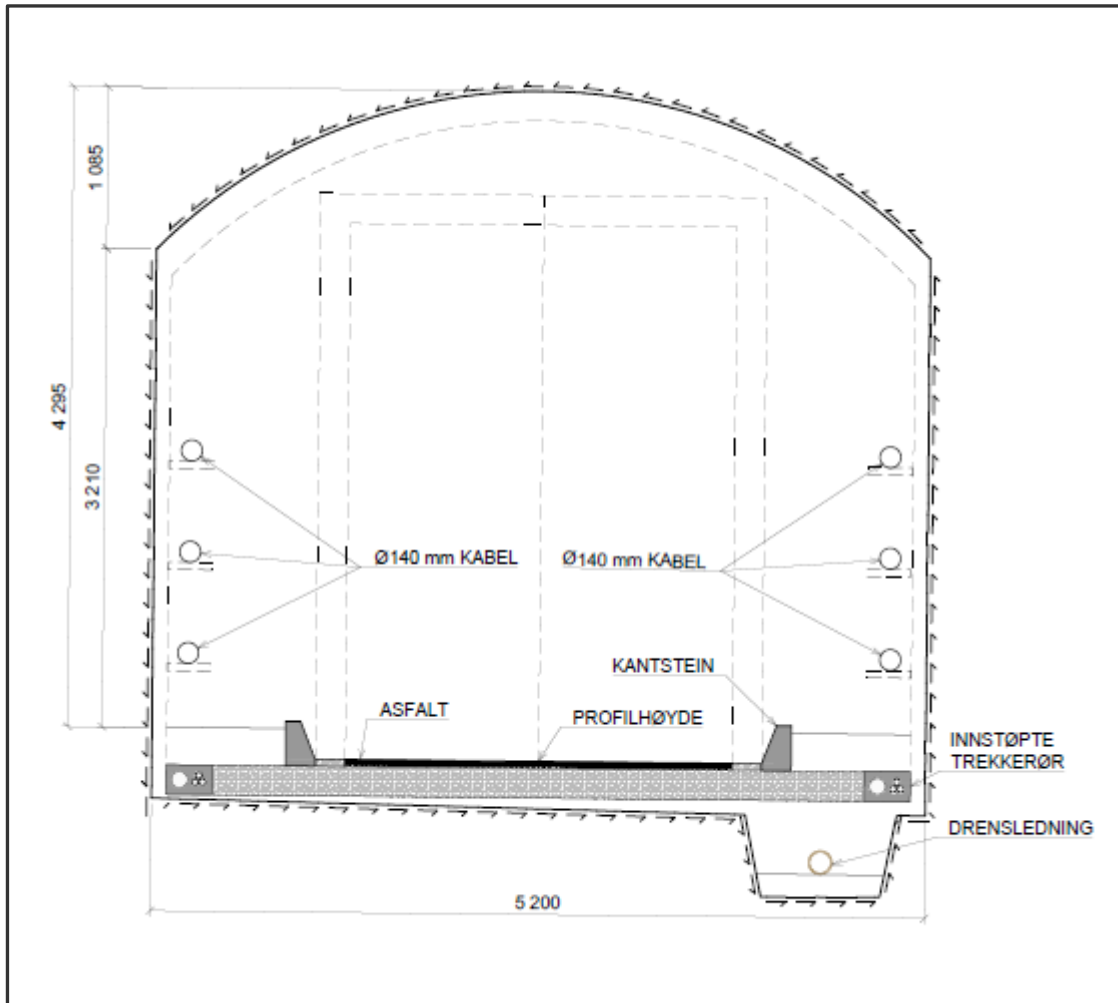 1 085
4 295
3 210
Ø140 mm KABEL
Ø140 mm KABEL
KANTSTEIN
ASFALT
PROFILHØYDE
INNSTØPTE
TREKKERØR
DRENSLEDNING
5 200